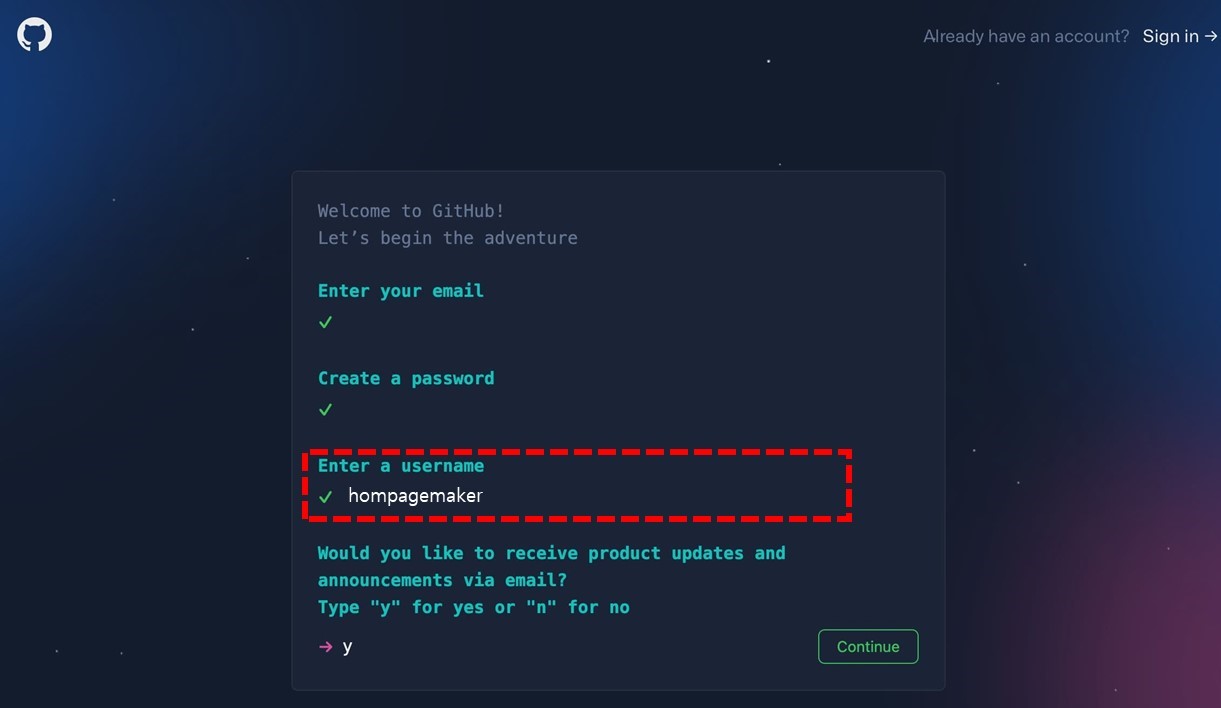 Already have an account? Sign in →
Welcome to GitHub!
Let’s begin the adventure
Enter your email
✓
Create a password
✓
Enter a username
✓ hompagemaker
Would you like to receive product updates and
announcements via email?
Type "y" for yes or "n" for no
→ y
Continue